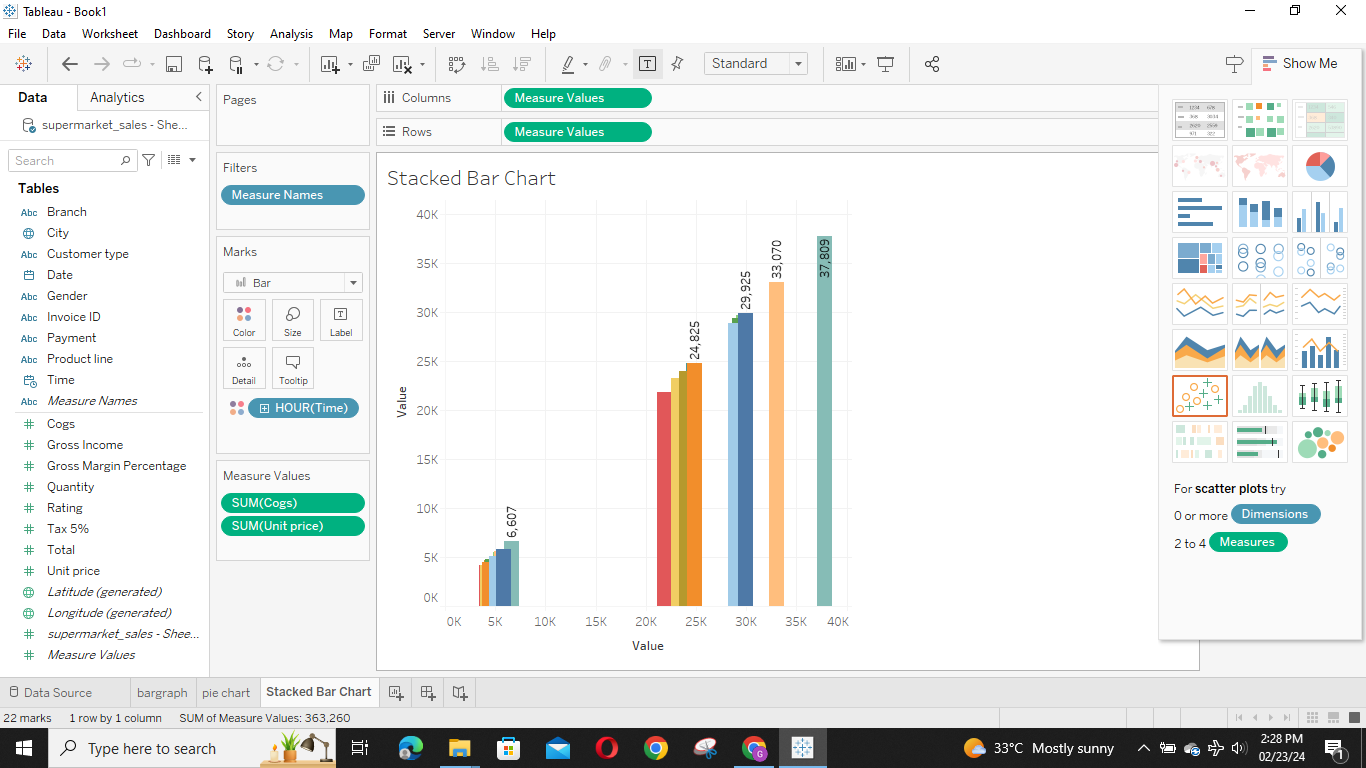 Tableau - Book1
File Data Worksheet Dashboard Story Analysis Map Format Server Window Help
Standard
Show Me
Data Analytics
supermarket_sales - She...
Search
Tables
Abc Branch
City
Abc Customer type
Date
Abc Gender
Abc Invoice ID
Abc Payment
Abc Product line
Time
Abc Measure Names
# Cogs
# Gross Income
# Gross Margin Percentage
# Quantity
# Rating
# Tax 5%
# Total
# Unit price
Latitude (generated)
Longitude (generated)
# supermarket_sales - Shee...
# Measure Values
Pages
Filters
Measure Names
Marks
Bar
Color Size Label
Detail Tooltip
HOUR(Time)
Measure Values
SUM(Cogs)
SUM(Unit price)
Columns Measure Values
Rows Measure Values
Stacked Bar Chart
40K
35K
30K
25K
20K
15K
10K
5K
0K
Value
6,607
24,825
29,925
33,070
37,809
0K 5K 10K 15K 20K 25K 30K 35K 40K
Value
For scatter plots try
0 or more Dimensions
2 to 4 Measures
Data Source bargraph pie chart Stacked Bar Chart
22 marks 1 row by 1 column SUM of Measure Values: 363,260
Type here to search
33°C Mostly sunny
2:28 PM
02/23/24
1